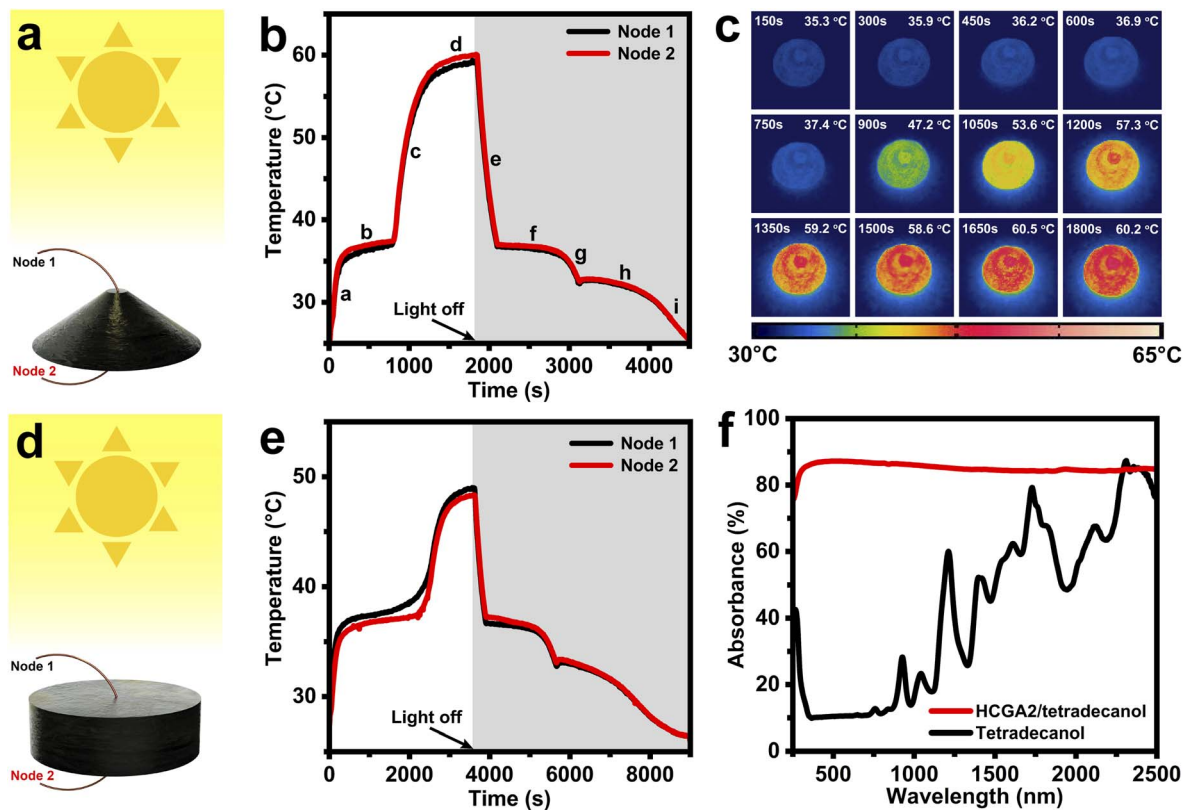 a
Node 1
Node 2
b
Node 1
Node 2
Temperature (°C)
60
50
40
30
a
b
c
d
e
f
g
h
i
Light off
0
1000
2000
3000
4000
Time (s)
c
150s 35.3 °C
300s 35.9 °C
450s 36.2 °C
600s 36.9 °C
750s 37.4 °C
900s 47.2 °C
1050s 53.6 °C
1200s 57.3 °C
1350s 59.2 °C
1500s 58.6 °C
1650s 60.5 °C
1800s 60.2 °C
30°C
65°C
d
Node 1
Node 2
e
Node 1
Node 2
Temperature (°C)
50
40
30
Light off
0
2000
4000
6000
8000
Time (s)
f
Absorbance (%)
100
80
60
40
20
0
HCGA2/tetradecanol
Tetradecanol
500
1000
1500
2000
2500
Wavelength (nm)